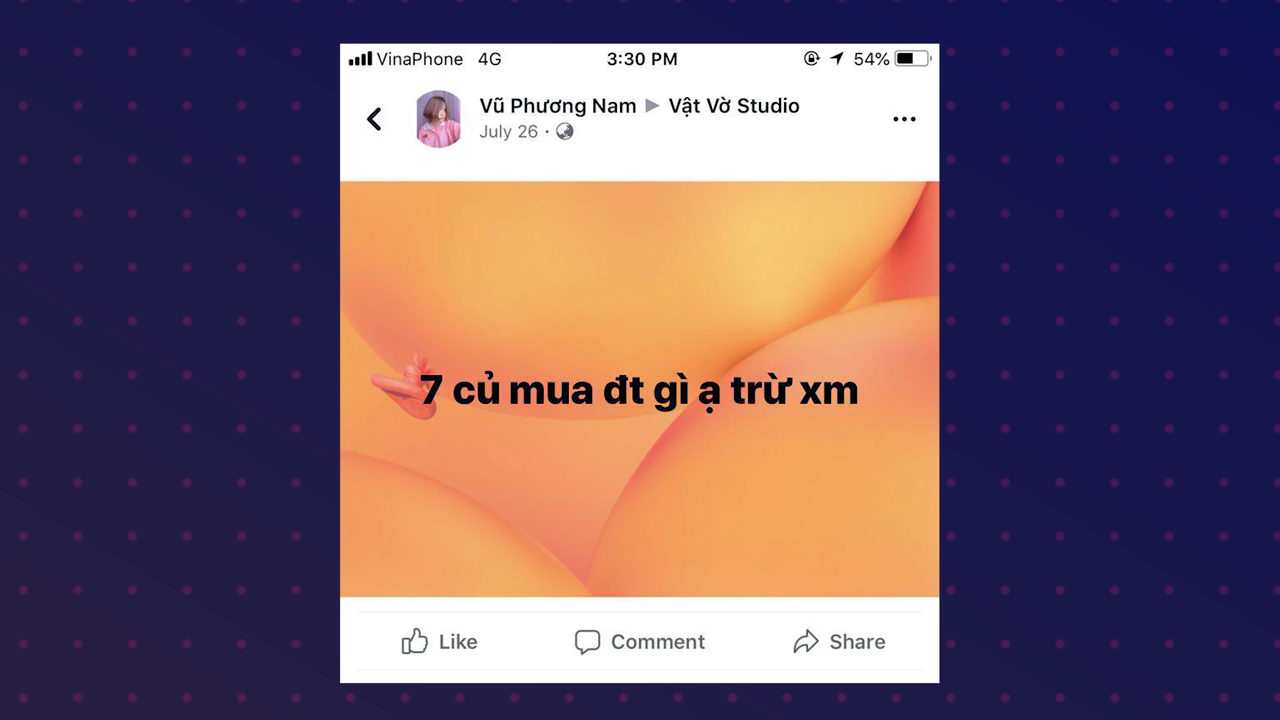 VinaPhone 4G 3:30 PM 54%
Vũ Phương Nam ▶ Vật Vờ Studio
July 26 ·
7 củ mua đt gì ạ trừ xm
Like Comment Share